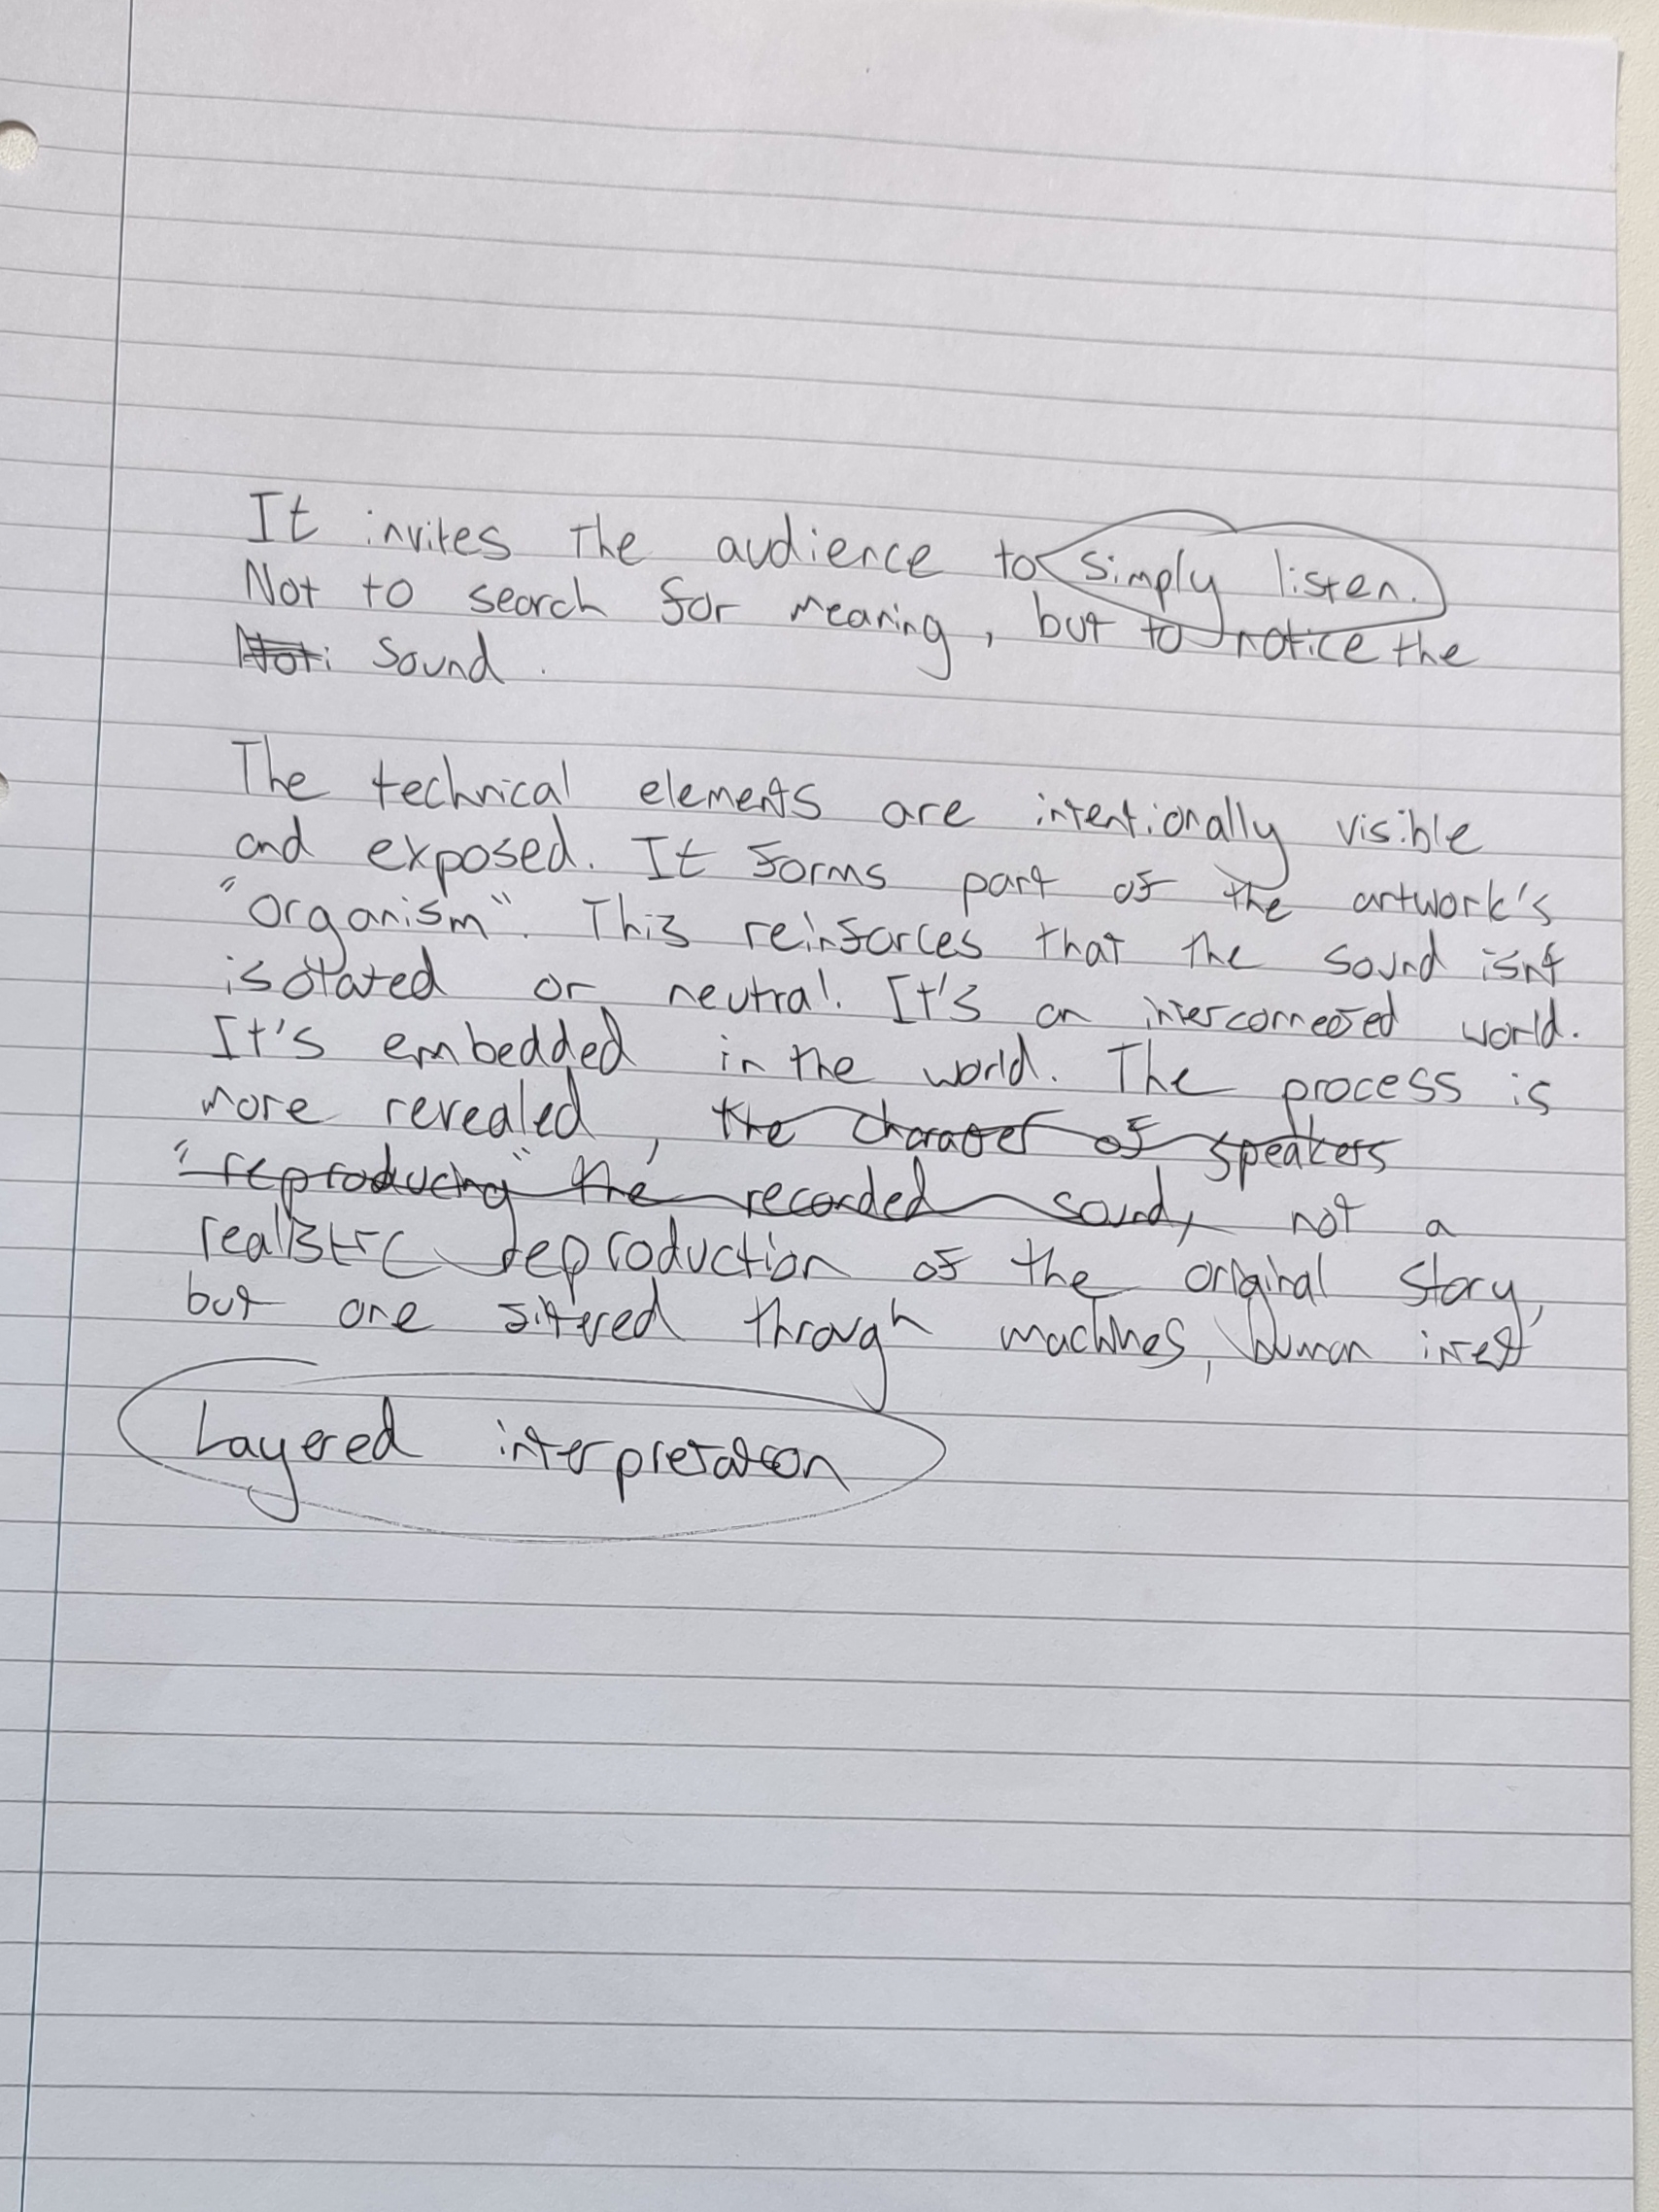 It invites the audience to simply listen.
Not to search for meaning, but to notice the
Noti sound.
The technical elements are intentionally visible
and exposed. It forms part of the artwork's
"organism". This reinforces that the sound isnt
isolated or neutral. It's an interconnected world.
It's embedded in the world. The process is
more revealed, the character of speakers
"reproducing" the recorded sound, not a
realistic reproduction of the original story,
but one filtered through machines, human
Layered interpretation